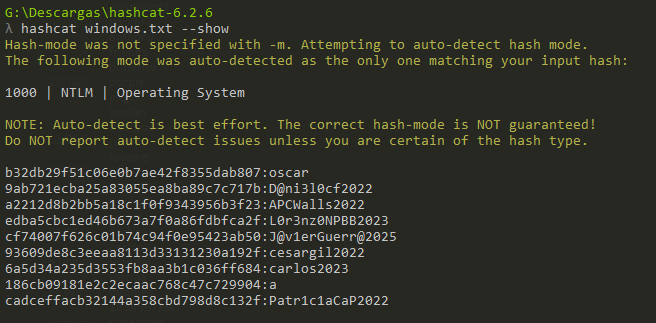 G:\Descargas\hashcat-6.2.6
λ hashcat windows.txt --show
Hash-mode was not specified with -m. Attempting to auto-detect hash mode.
The following mode was auto-detected as the only one matching your input hash:
1000 | NTLM | Operating System
NOTE: Auto-detect is best effort. The correct hash-mode is NOT guaranteed!
Do NOT report auto-detect issues unless you are certain of the hash type.
b32db29f51c06e0b7ae42f8355dab807:oscar
9ab721ecba25a83055ea8ba89c7c717b:D@ni3l0cf2022
a2212d8b2bb5a18c1f0f9343956b3f23:APCWalls2022
edba5cbc1ed46b673a7f0a86fdbfca2f:L0r3nz0NPBB2023
cf74007f626c01b74c94f0e95423ab50:J@v1erGuerr@2025
93609de8c3eeaa8113d33131230a192f:cesargil2022
6a5d34a235d3553fb8aa3b1c036ff684:carlos2023
186cb09181e2c2ecaac768c47c729904:a
cadceffacb32144a358cbd798d8c132f:Patr1c1aCaP2022